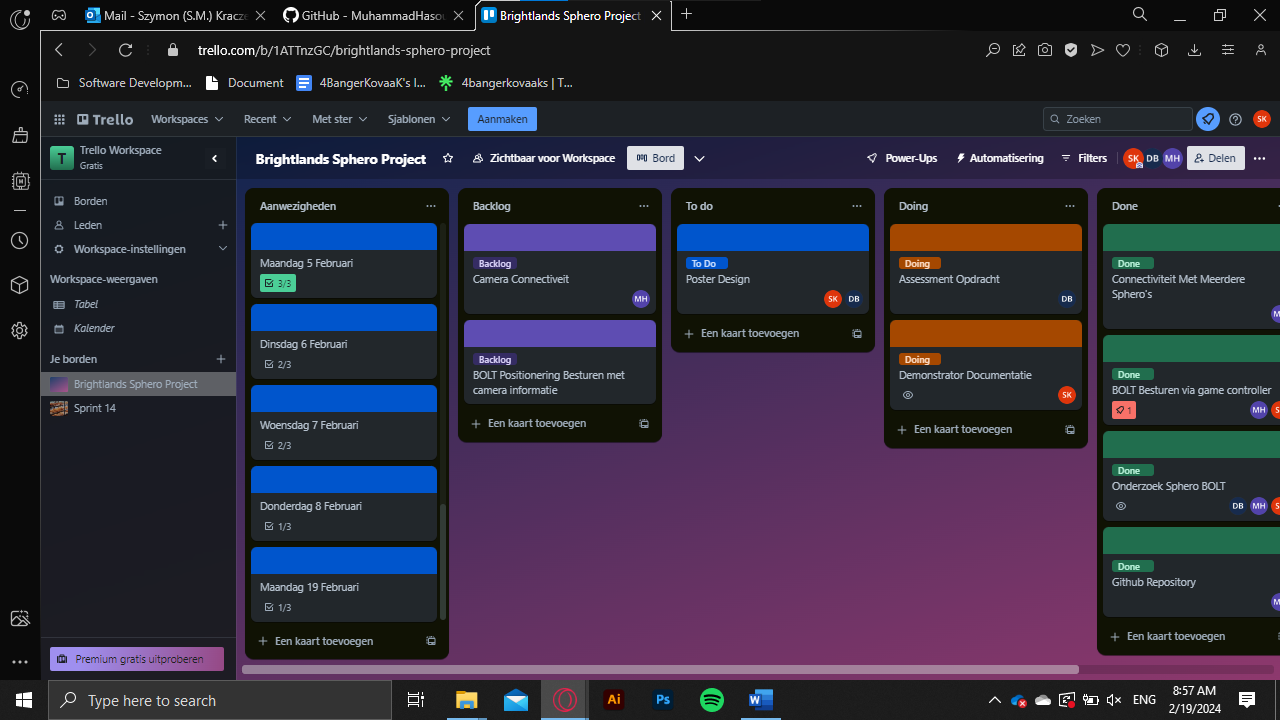 Mail - Szymon (S.M.) Kracze
GitHub - MuhammadHasou
Brightlands Sphero Project
trello.com/b/1ATTnzGC/brightlands-sphero-project
Software Developm...
Document
4BangerKovaaK's I...
4bangerkovaaks | T...
Trello
Workspaces
Recent
Met ster
Sjablonen
Aanmaken
Zoeken
SK
T
Trello Workspace
Gratis
Brightlands Sphero Project
Zichtbaar voor Workspace
Bord
Power-Ups
Automatisering
Filters
SK
DB
MH
Delen
Borden
Leden
Workspace-instellingen
Workspace-weergaven
Tabel
Kalender
Je borden
Brightlands Sphero Project
Sprint 14
Premium gratis uitproberen
Aanwezigheden
Maandag 5 Februari
3/3
Dinsdag 6 Februari
2/3
Woensdag 7 Februari
2/3
Donderdag 8 Februari
1/3
Maandag 19 Februari
1/3
Een kaart toevoegen
Backlog
Backlog
Camera Connectiveit
MH
Backlog
BOLT Positionering Besturen met
camera informatie
Een kaart toevoegen
To do
To Do
Poster Design
SK
DB
Een kaart toevoegen
Doing
Doing
Assessment Opdracht
DB
Doing
Demonstrator Documentatie
SK
Een kaart toevoegen
Done
Done
Connectiviteit Met Meerdere
Sphero's
Done
BOLT Besturen via game controller
1
MH
Done
Onderzoek Sphero BOLT
DB
MH
Done
Github Repository
Een kaart toevoegen
Type here to search
Ai
Ps
W
ENG
8:57 AM
2/19/2024